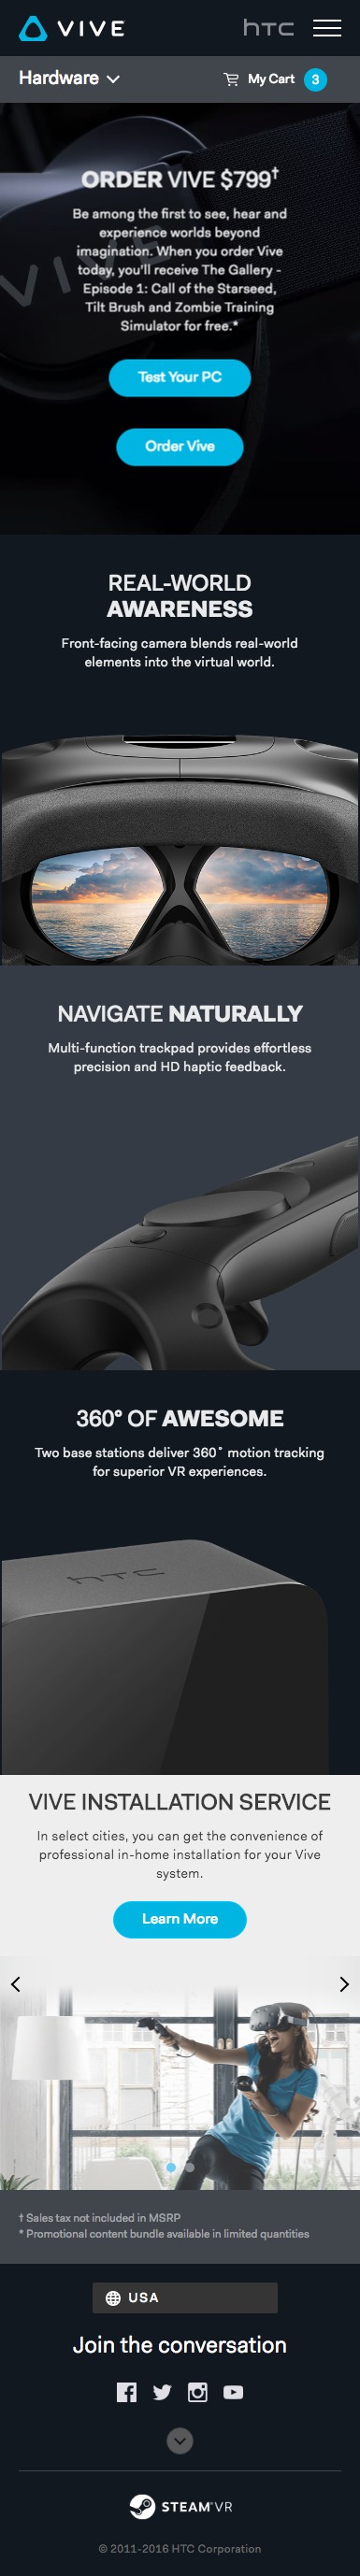 VIVE
hTC
Hardware
My Cart 3
ORDER VIVE $799†
Be among the first to see, hear and
experience worlds beyond
imagination. When you order Vive
today, you'll receive The Gallery -
Episode 1: Call of the Starseed,
Tilt Brush and Zombie Training
Simulator for free.*
VIVE
Test Your PC
Order Vive
REAL-WORLD
AWARENESS
Front-facing camera blends real-world
elements into the virtual world.
NAVIGATE NATURALLY
Multi-function trackpad provides effortless
precision and HD haptic feedback.
360° OF AWESOME
Two base stations deliver 360˚ motion tracking
for superior VR experiences.
hTC
VIVE INSTALLATION SERVICE
In select cities, you can get the convenience of
professional in-home installation for your Vive
system.
Learn More
† Sales tax not included in MSRP
* Promotional content bundle available in limited quantities
USA
Join the conversation
STEAM®VR
© 2011-2016 HTC Corporation